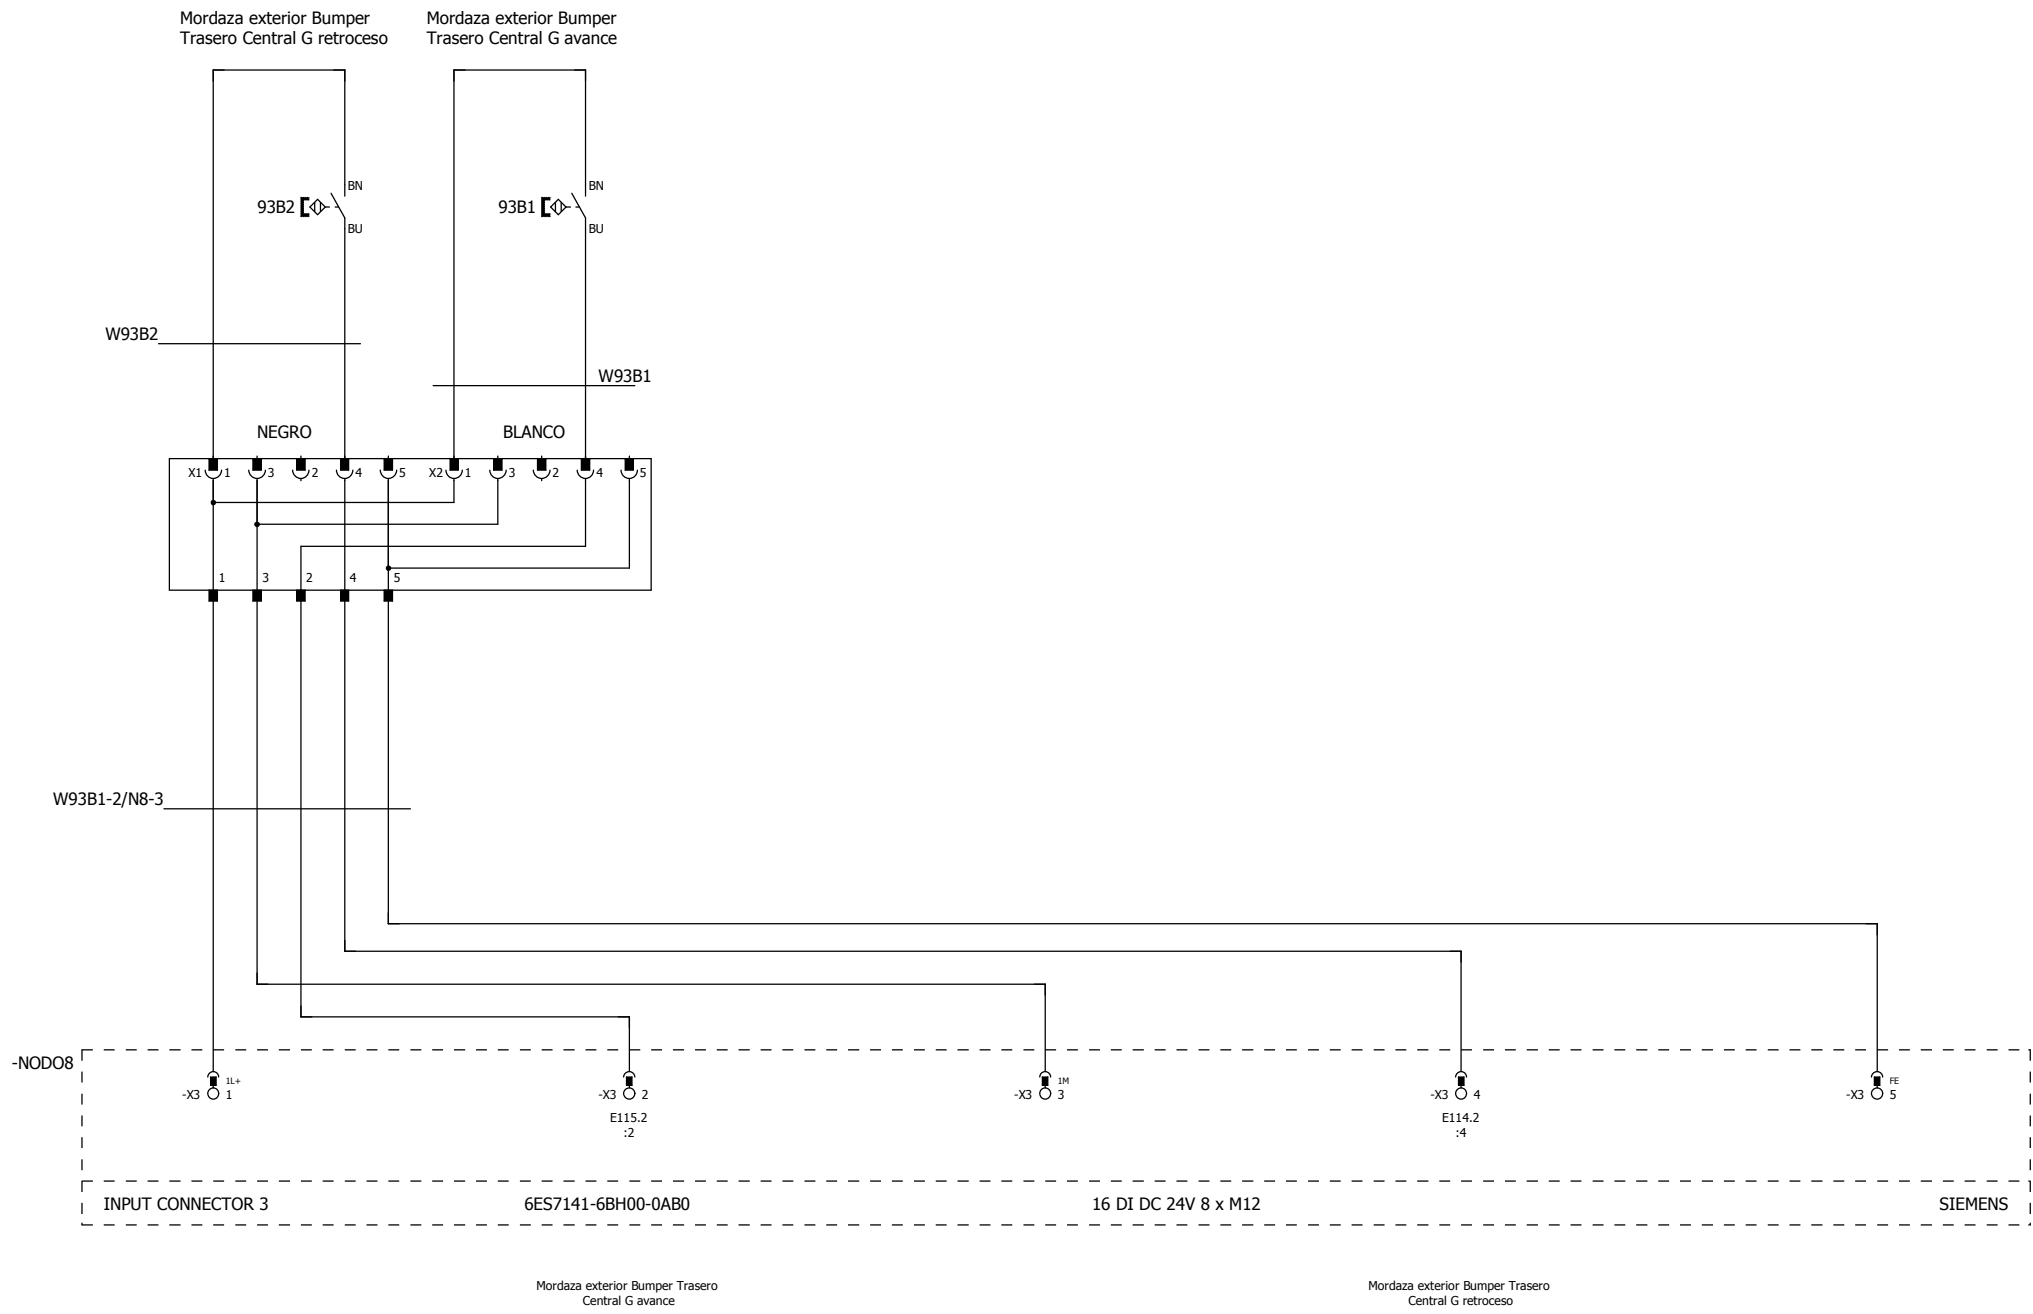 Mordaza exterior Bumper
Trasero Central G retroceso
Mordaza exterior Bumper
Trasero Central G avance
BN
93B2
BU
BN
93B1
BU
W93B2
W93B1
NEGRO
BLANCO
X1 1 3 2 4 5 X2 1 3 2 4 5
1 3 2 4 5
W93B1-2/N8-3
-NODO8
1L+ 1M FE
-X3 1 -X3 2 -X3 3 -X3 4 -X3 5
E115.2 E114.2
:2 :4
INPUT CONNECTOR 3 6ES7141-6BH00-0AB0 16 DI DC 24V 8 x M12 SIEMENS
Mordaza exterior Bumper Trasero
Central G avance
Mordaza exterior Bumper Trasero
Central G retroceso